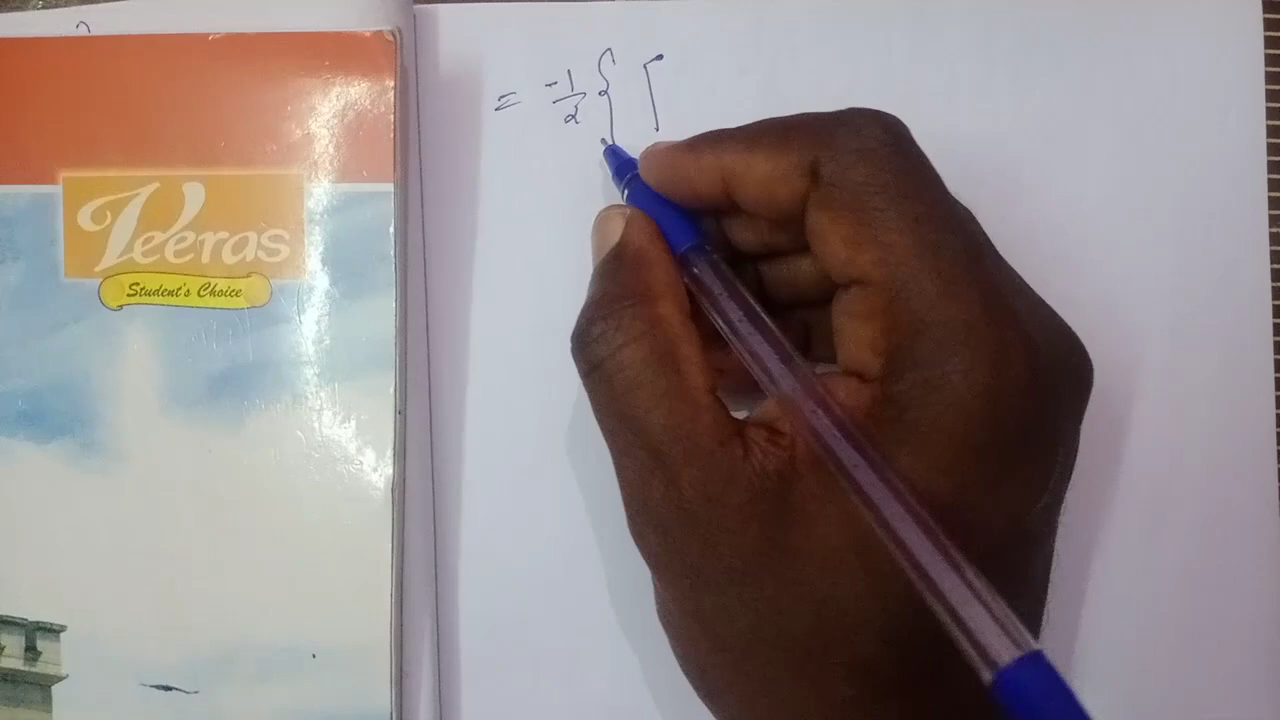 Veeras
Student's Choice
= -1/2 { [